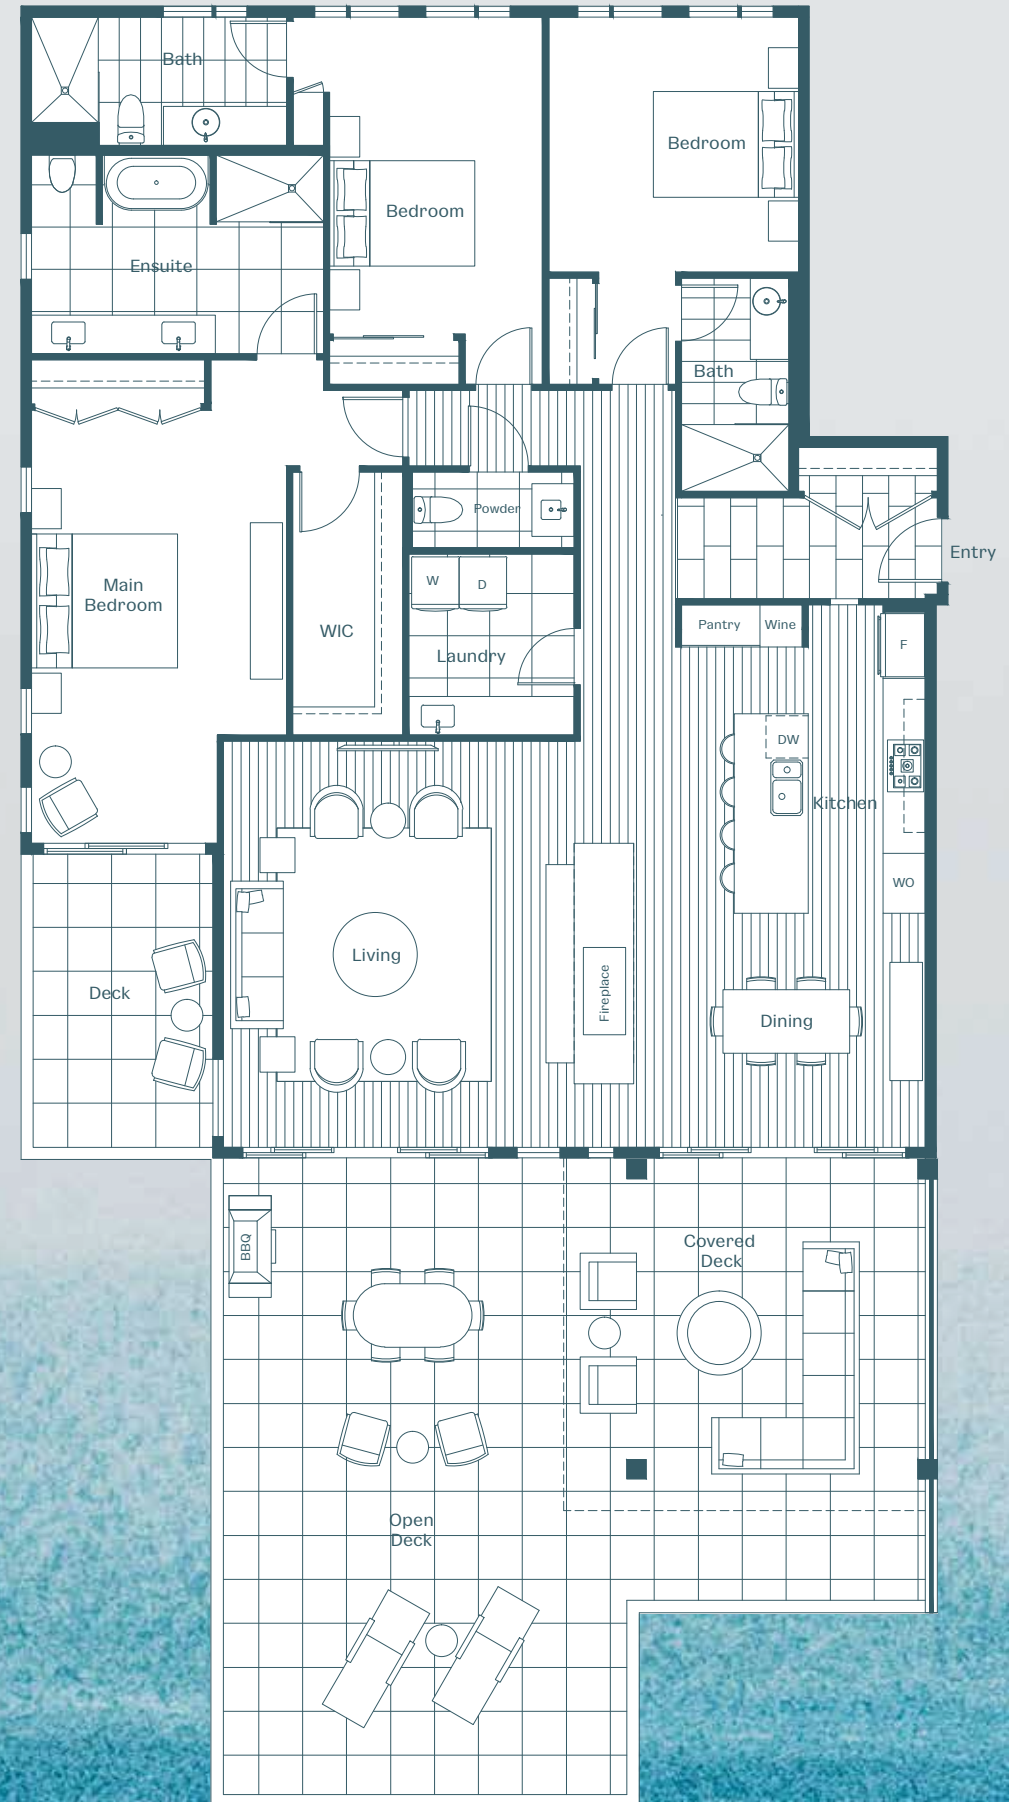 Bath
Bedroom
Bedroom
Ensuite
Bath
Powder
Entry
Main
Bedroom
W
D
WIC
Laundry
Pantry
Wine
F
DW
Kitchen
WO
Living
Fireplace
Deck
Dining
BBQ
Covered
Deck
Open
Deck